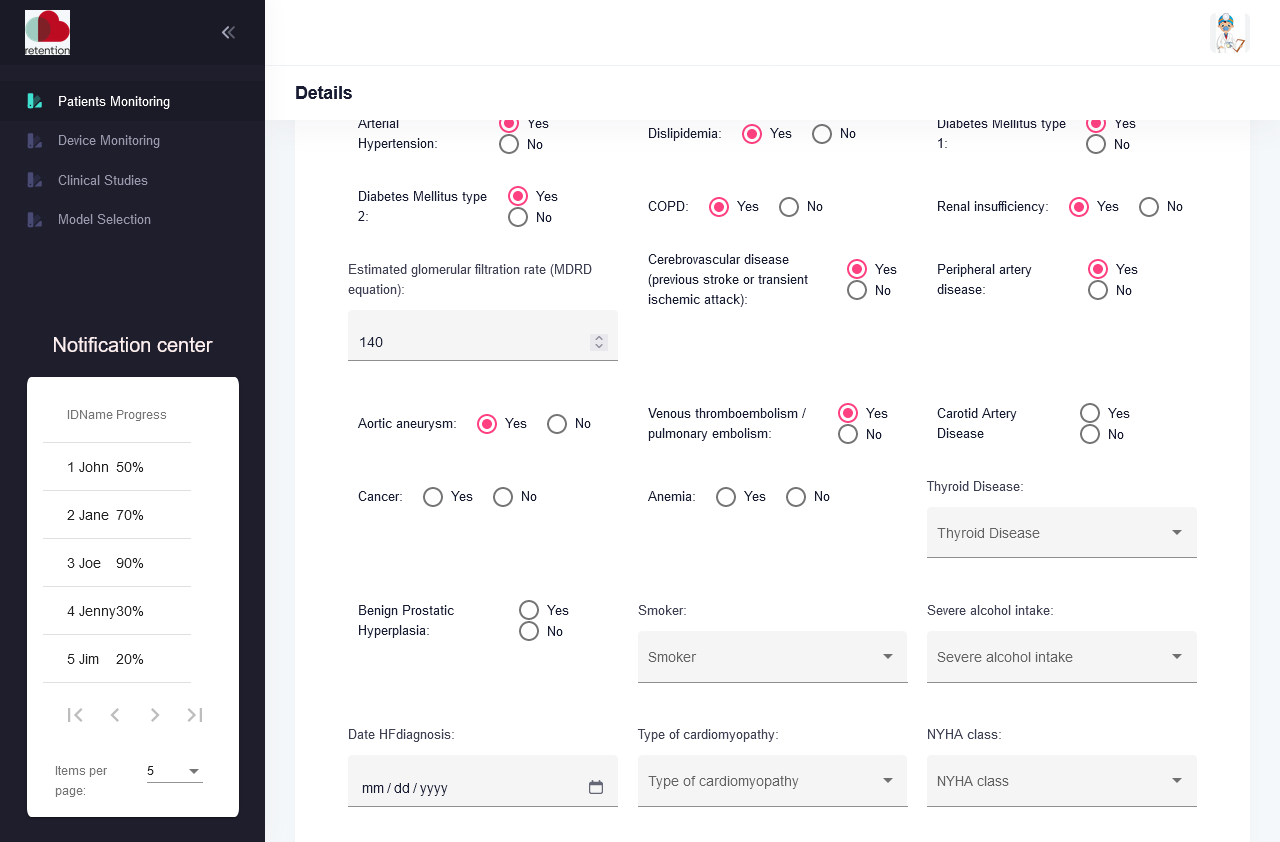 retention
Patients Monitoring
Device Monitoring
Clinical Studies
Model Selection
Notification center
ID Name Progress
1 John 50%
2 Jane 70%
3 Joe 90%
4 Jenny 30%
5 Jim 20%
Items per
page:
5
Details
Arterial
Hypertension:
Yes
No
Dislipidemia:
Yes
No
Diabetes Mellitus type
1:
Yes
No
Diabetes Mellitus type
2:
Yes
No
COPD:
Yes
No
Renal insufficiency:
Yes
No
Estimated glomerular filtration rate (MDRD
equation):
140
Cerebrovascular disease
(previous stroke or transient
ischemic attack):
Yes
No
Peripheral artery
disease:
Yes
No
Aortic aneurysm:
Yes
No
Venous thromboembolism /
pulmonary embolism:
Yes
No
Carotid Artery
Disease
Yes
No
Cancer:
Yes
No
Anemia:
Yes
No
Thyroid Disease:
Thyroid Disease
Benign Prostatic
Hyperplasia:
Yes
No
Smoker:
Smoker
Severe alcohol intake:
Severe alcohol intake
Date HFdiagnosis:
mm / dd / yyyy
Type of cardiomyopathy:
Type of cardiomyopathy
NYHA class:
NYHA class